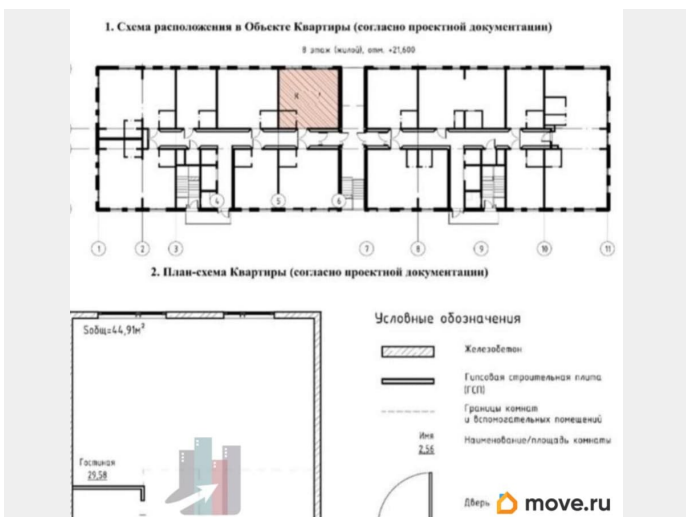 1. Схема расположения в Объекте Квартиры (согласно проектной документации)
8 этаж (жилой), отм. +21,600
4
5
6
1
2
3
7
8
9
10
11
2. План-схема Квартиры (согласно проектной документации)
Sобщ=44,91м²
Условные обозначения
Железобетон
Гипсовая строительная плита
(ГСП)
Границы комнат
и вспомогательных помещений
Имя
2,56
Наименование/площадь комнаты
Гостиная
29,58
Дверь
move.ru